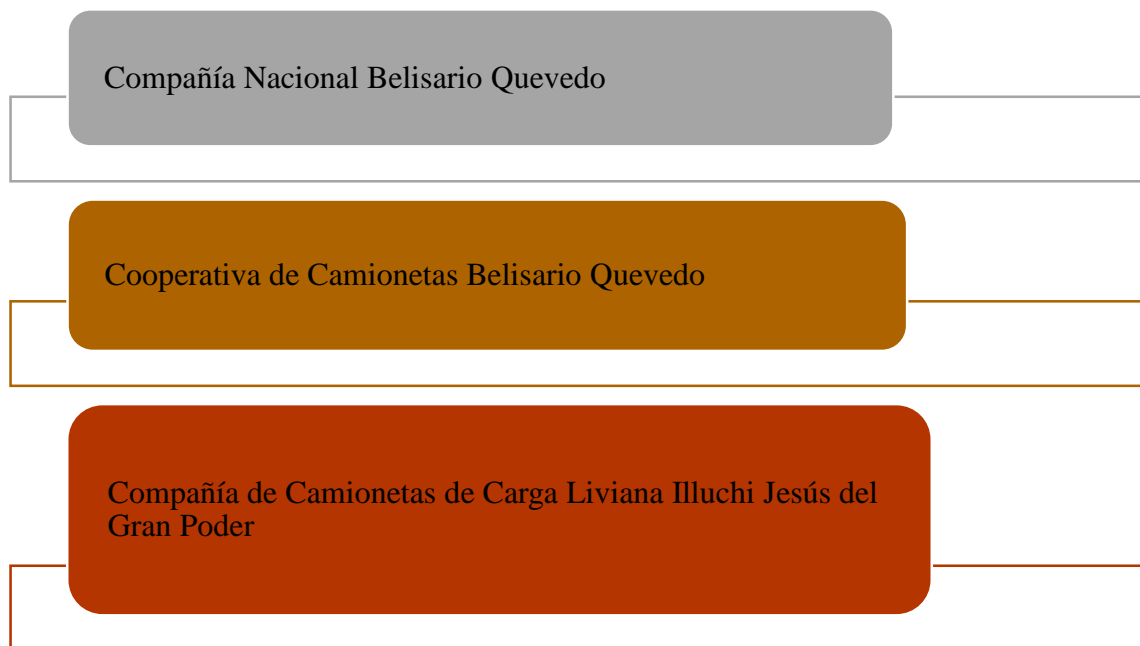 Compañía Nacional Belisario Quevedo
Cooperativa de Camionetas Belisario Quevedo
Compañía de Camionetas de Carga Liviana Illuchi Jesús del
Gran Poder